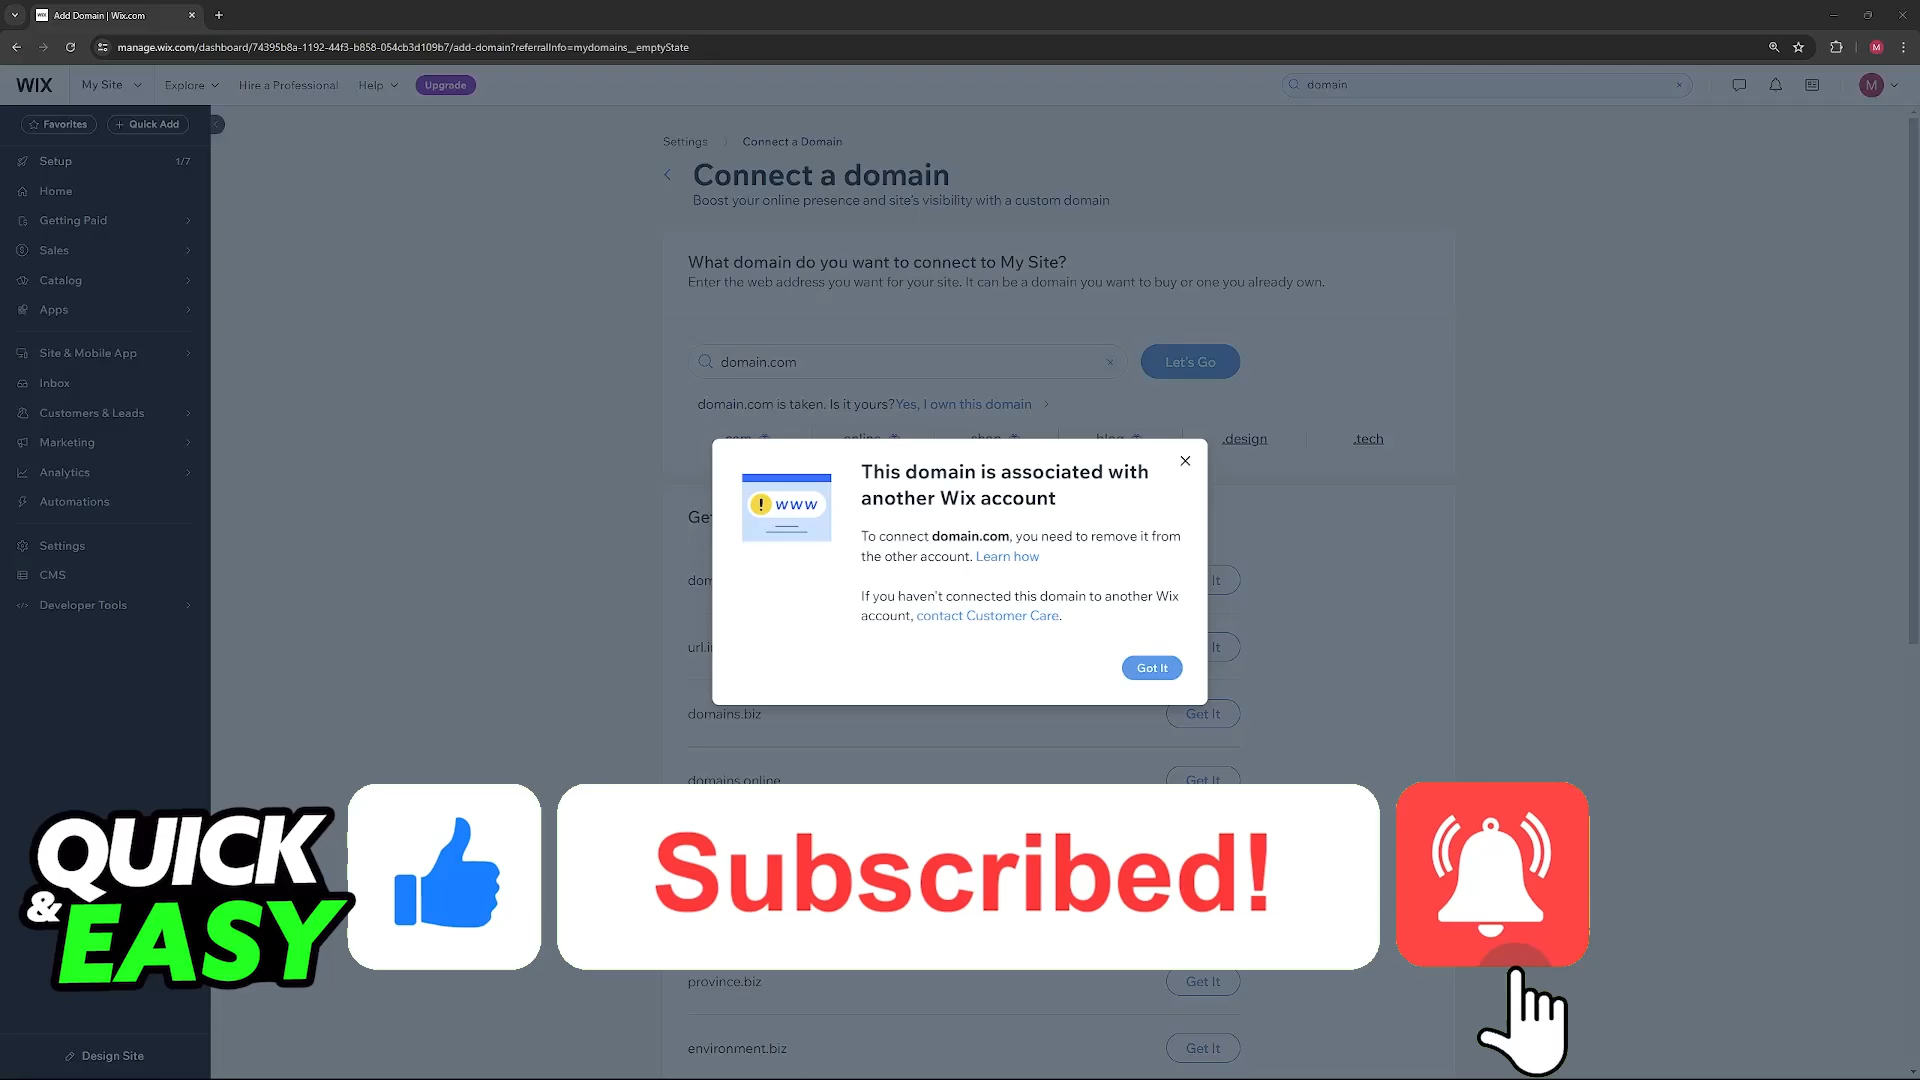 Add Domain | Wix.com
manage.wix.com/dashboard/74395b8a-1192-44f3-b858-054cb3d109b7/add-domain?referralInfo=mydomains__emptyState
M
WIX
My Site
Explore
Hire a Professional
Help
Upgrade
domain
M
Favorites
Quick Add
Setup
1/7
Home
Getting Paid
Sales
Catalog
Apps
Site & Mobile App
Inbox
Customers & Leads
Marketing
Analytics
Automations
Settings
CMS
Developer Tools
Design Site
Settings
Connect a Domain
Connect a domain
Boost your online presence and site's visibility with a custom domain
What domain do you want to connect to My Site?
Enter the web address you want for your site. It can be a domain you want to buy or one you already own.
domain.com
Let's Go
domain.com is taken. Is it yours? Yes, I own this domain
.design
.tech
This domain is associated with
another Wix account
! www
To connect domain.com, you need to remove it from
the other account. Learn how
If you haven't connected this domain to another Wix
account, contact Customer Care.
Got It
domains.biz
Get It
domains.online
Get It
province.biz
Get It
environment.biz
Get It
QUICK
& EASY
Subscribed!